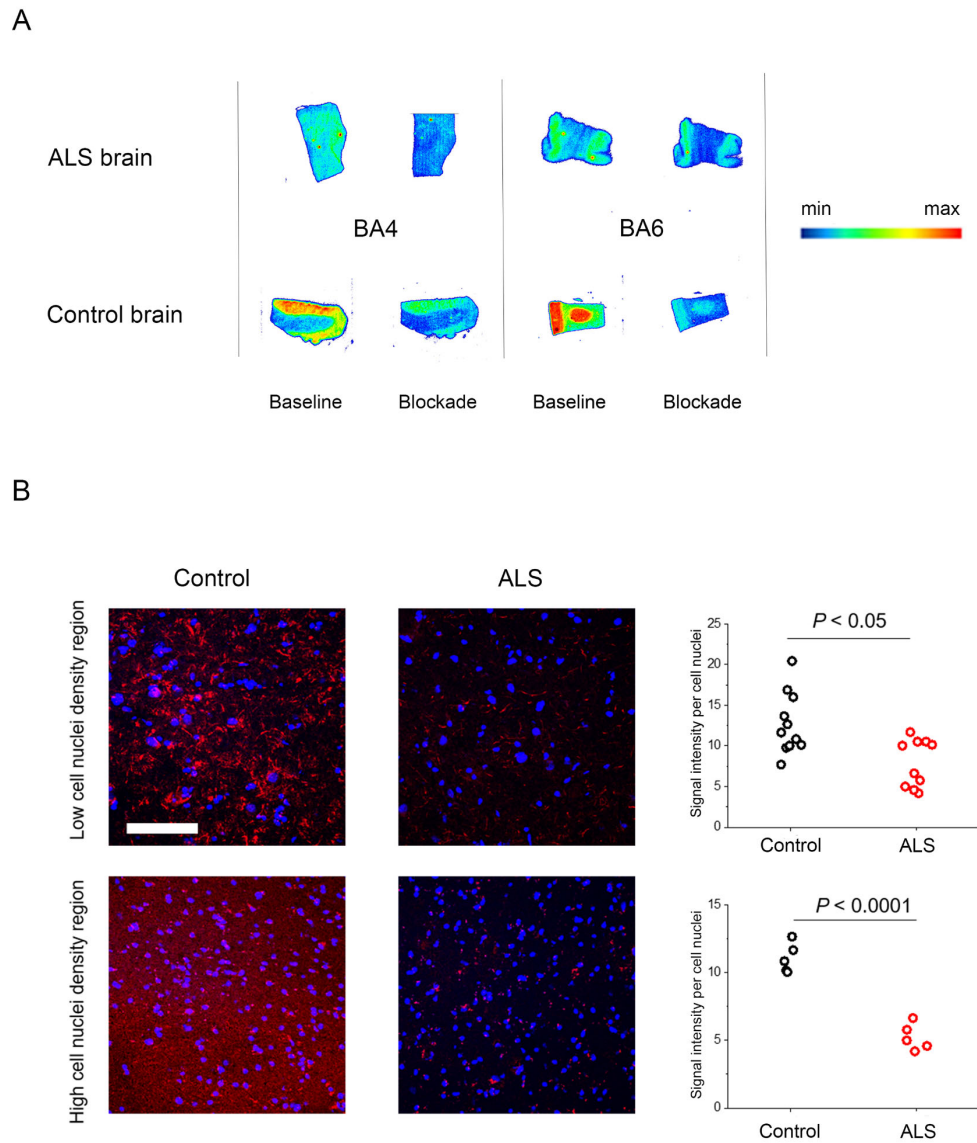 A
ALS brain
min max
BA4 BA6
Control brain
Baseline Blockade Baseline Blockade
B
Control ALS
Low cell nuclei density region
Signal intensity per cell nuclei
25
20
15
10
5
0
P < 0.05
Control ALS
High cell nuclei density region
Signal intensity per cell nuclei
15
10
5
0
P < 0.0001
Control ALS